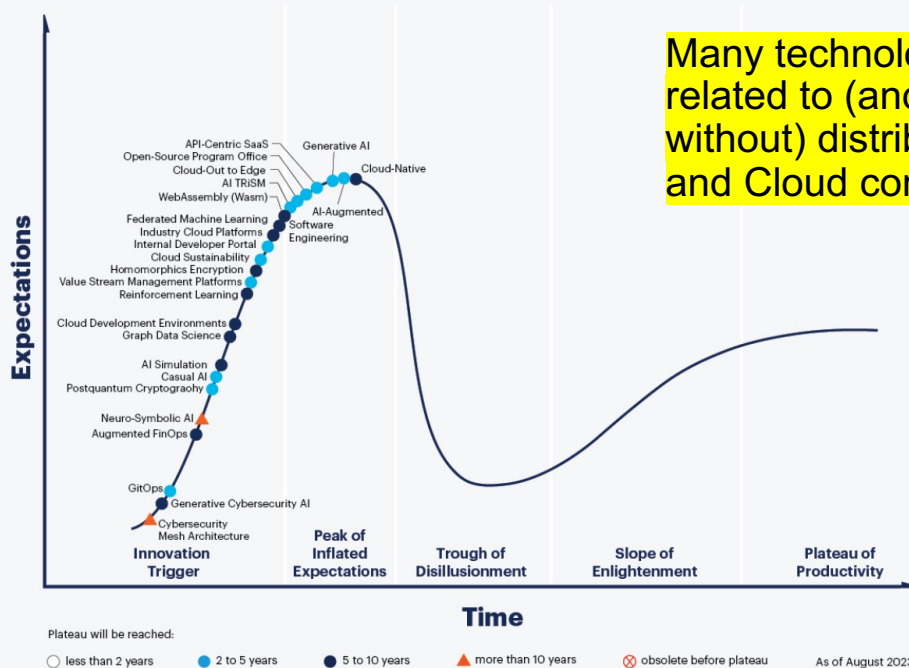 Many
related to
without)
and Cloud
API-Centric SaaS
Open-Source Program Office
Cloud-Out to Edge
AI TRiSM
WebAssembly (Wasm)
Federated Machine Learning
Industry Cloud Platforms
Internal Developer Portal
Cloud Sustainability
Homomorphics Encryption
Value Stream Management Platforms
Reinforcement Learning
Cloud Development Environments
Graph Data Science
AI Simulation
Casual AI
Postquantum Cryptograohy
Neuro-Symbolic AI
Augmented FinOps
GitOps
Generative Cybersecurity AI
Cybersecurity
Mesh Architecture
Generative AI
Cloud-Native
AI-Augmented
Software
Engineering
Expectations
Innovation
Trigger
Peak of
Inflated
Expectations
Trough of
Disillusionment
Slope of
Enlightenment
Plateau of
Productivity
Time
Plateau will be reached:
less than 2 years
2 to 5 years
5 to 10 years
more than 10 years
obsolete before plateau
As of August